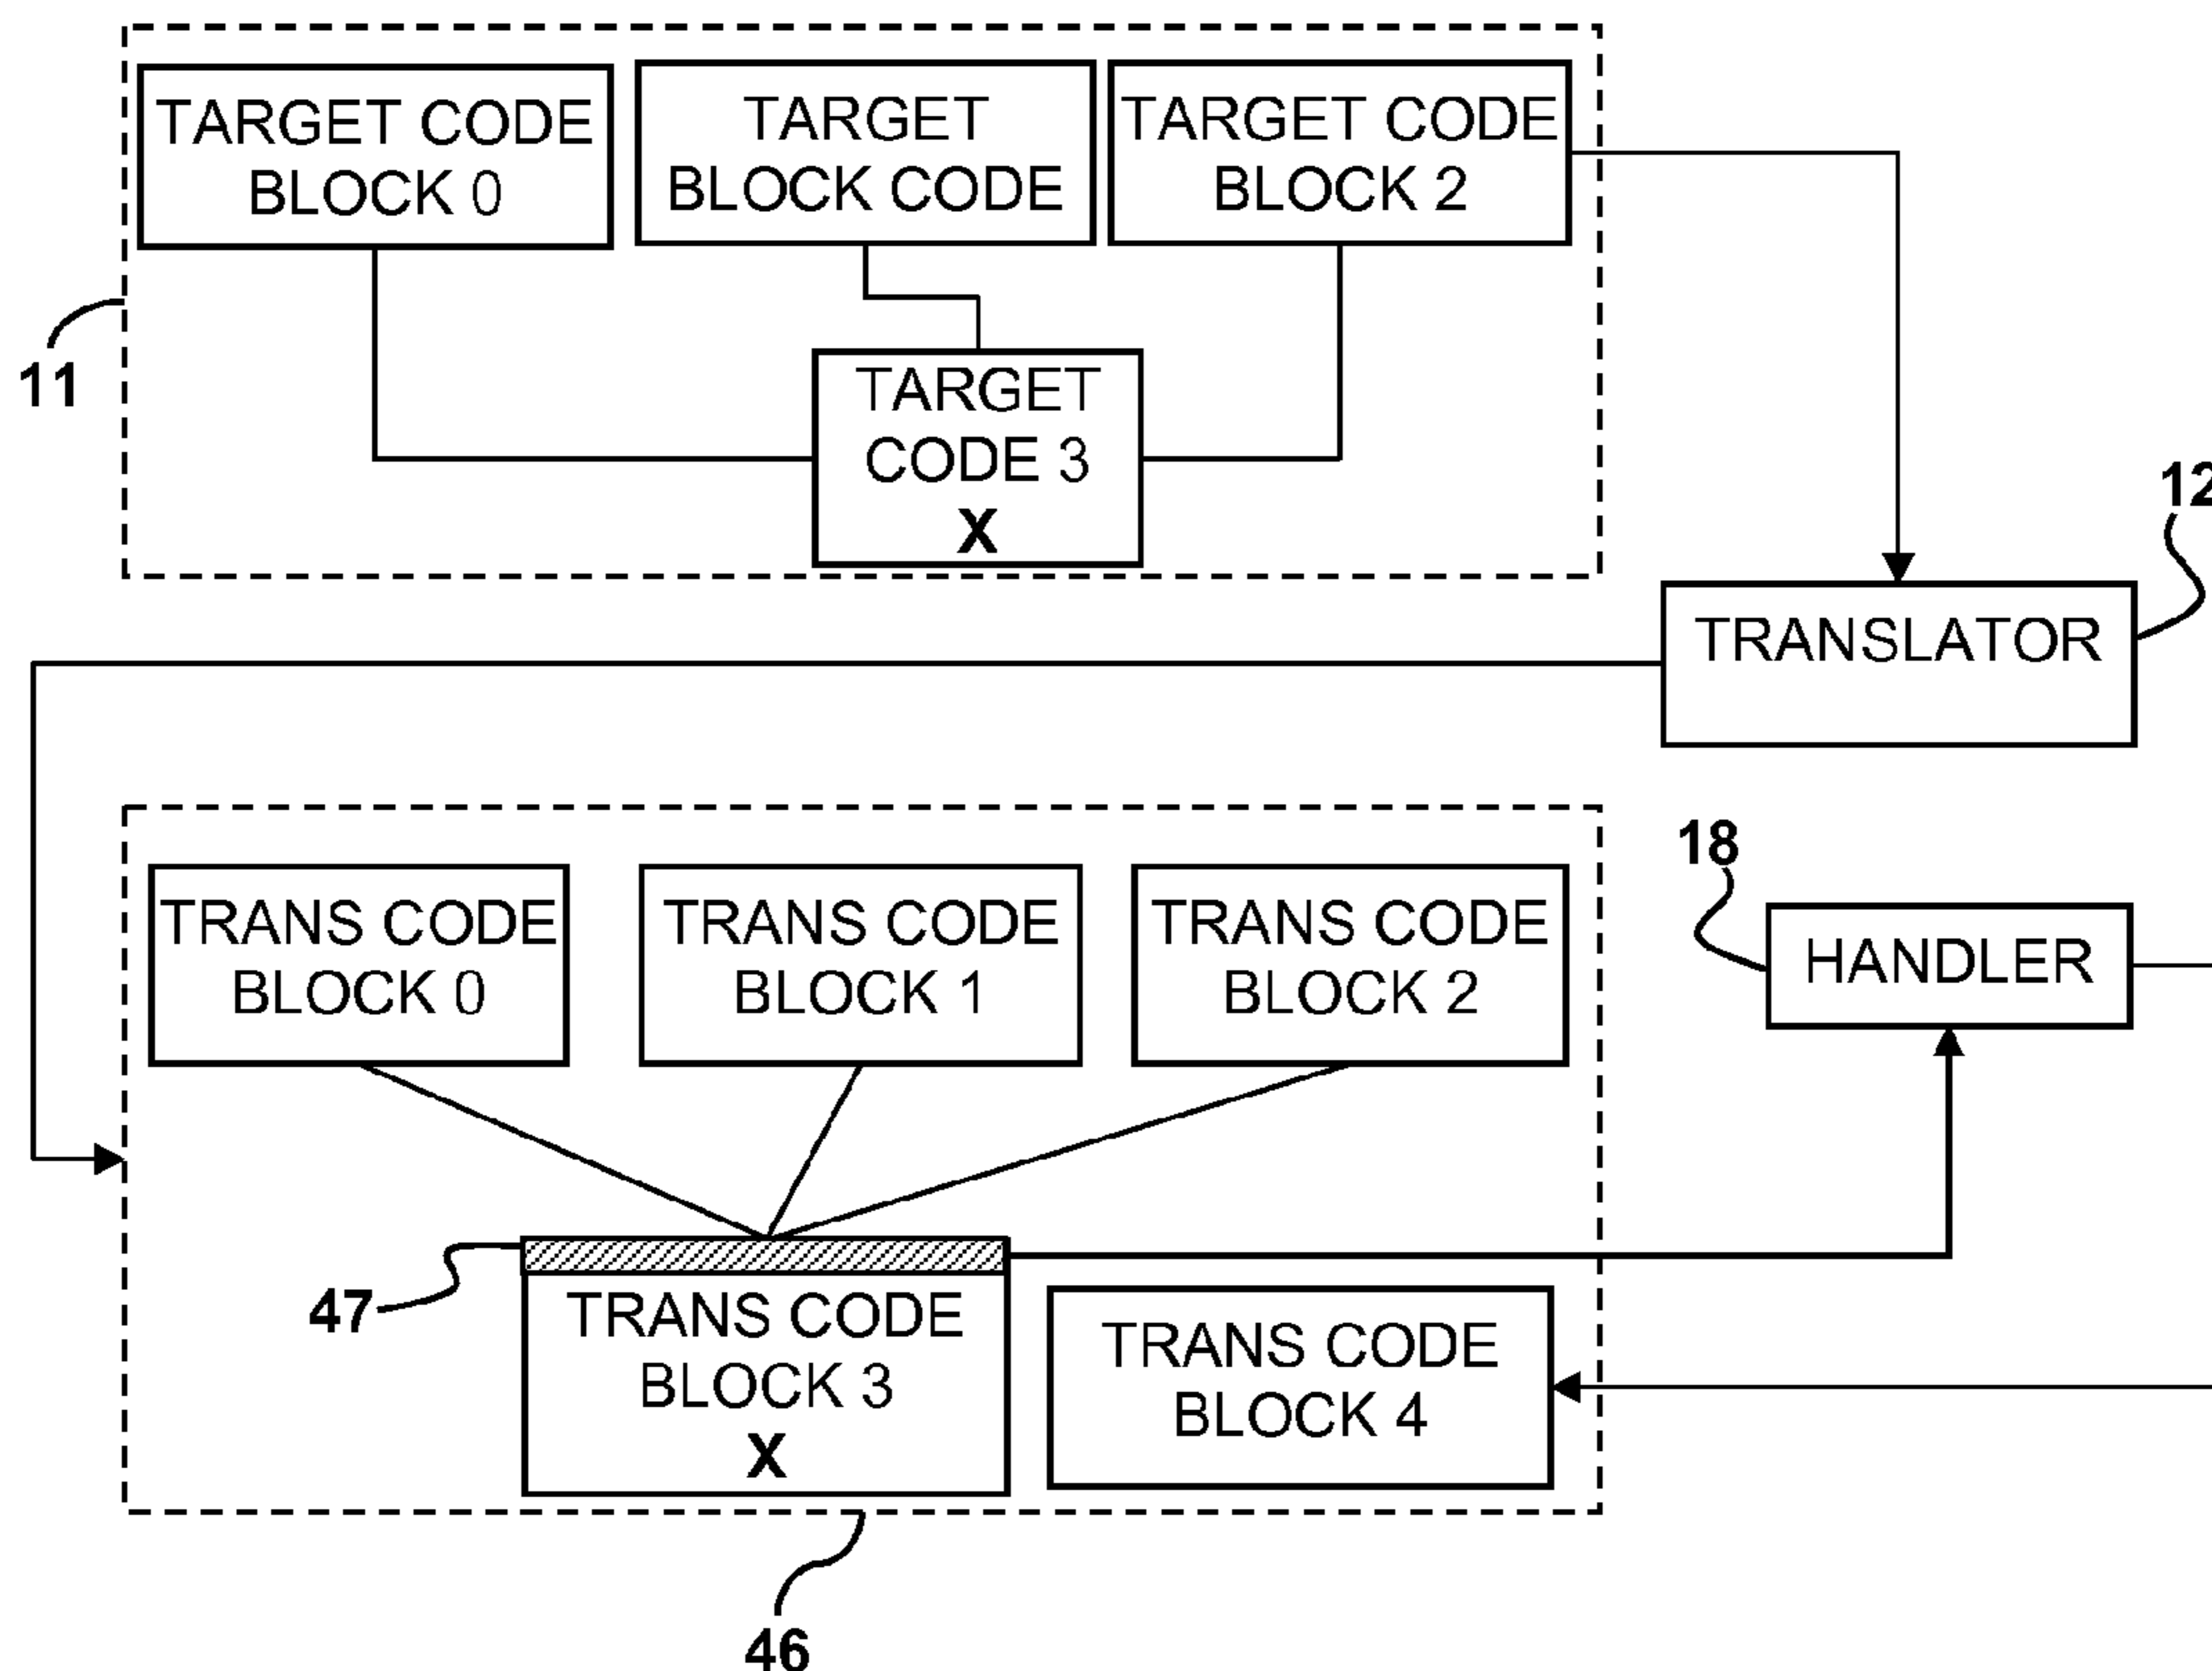 TARGET CODE
BLOCK 0
TARGET
BLOCK CODE
TARGET CODE
BLOCK 2
11
TARGET
CODE 3
X
12
TRANSLATOR
TRANS CODE
BLOCK 0
TRANS CODE
BLOCK 1
TRANS CODE
BLOCK 2
18
HANDLER
47
TRANS CODE
BLOCK 3
X
TRANS CODE
BLOCK 4
46